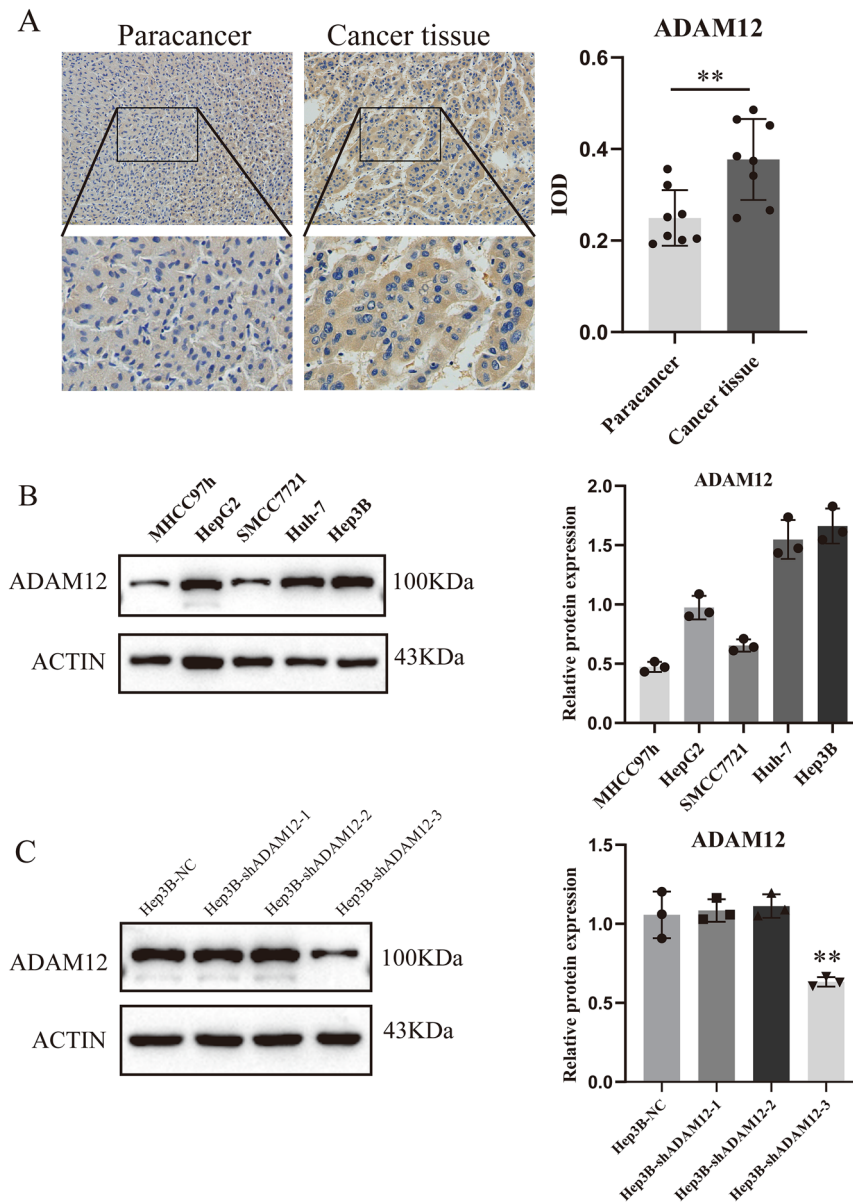 A
Paracancer
Cancer tissue
ADAM12
**
IOD
0.6
0.4
0.2
0.0
Paracancer
Cancer tissue
B
MHCC97h
HepG2
SMCC7721
Huh-7
Hep3B
ADAM12
100KDa
ACTIN
43KDa
ADAM12
Relative protein expression
2.0
1.5
1.0
0.5
0.0
MHCC97h
HepG2
SMCC7721
Huh-7
Hep3B
C
Hep3B-NC
Hep3B-shADAM12-1
Hep3B-shADAM12-2
Hep3B-shADAM12-3
ADAM12
100KDa
ACTIN
43KDa
ADAM12
Relative protein expression
1.5
1.0
0.5
0.0
**
Hep3B-NC
Hep3B-shADAM12-1
Hep3B-shADAM12-2
Hep3B-shADAM12-3